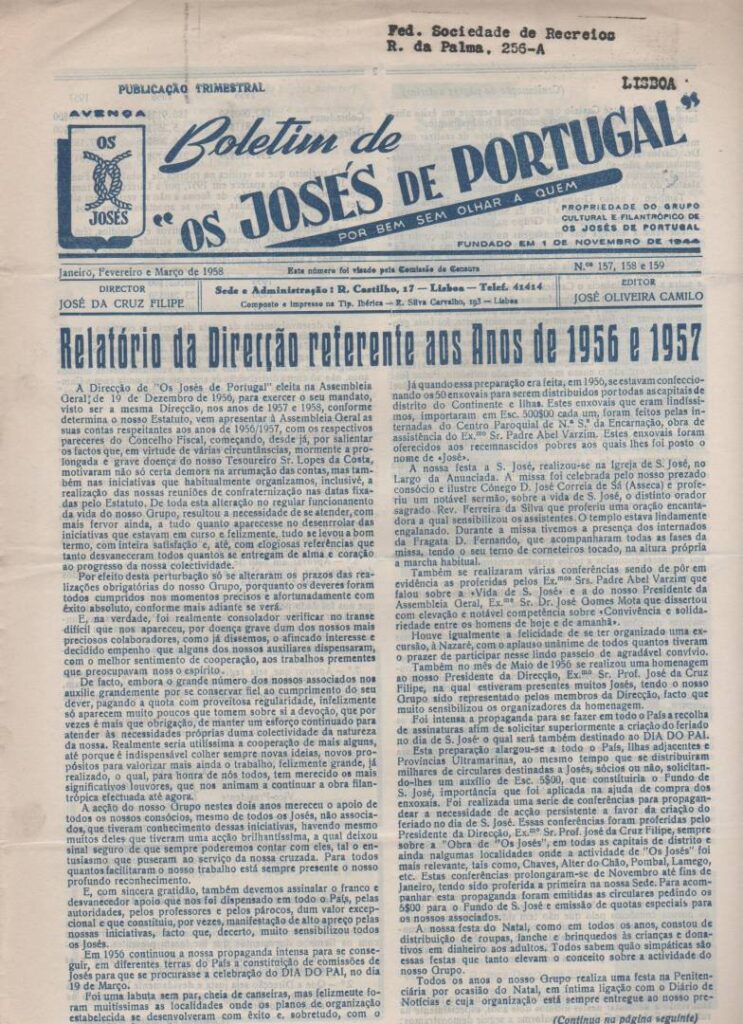 Fed. Sociedade de Recreios
R. da Palma, 256-A
LISBOA
PUBLICAÇÃO TRIMESTRAL
AVENÇA
OS
JOSÉS
Boletim de
"OS JOSÉS DE PORTUGAL"
POR BEM SEM OLHAR A QUEM
PROPRIEDADE DO GRUPO
CULTURAL E FILANTRÓPICO DE
OS JOSÉS DE PORTUGAL
FUNDADO EM 1 DE NOVEMBRO DE 1944
Janeiro, Fevereiro e Março de 1958
Este número foi visado pela Comissão de Censura
N.os 157, 158 e 159
DIRECTOR
JOSÉ DA CRUZ FILIPE
Sede e Administração: R. Castilho, 17 — Lisboa — Telef. 41414
Composto e impresso na Tip. Ibérica — R. Silva Carvalho, 193 — Lisboa
EDITOR
JOSÉ OLIVEIRA CAMILO
Relatório da Direcção referente aos Anos de 1956 e 1957
A Direcção de "Os Josés de Portugal" eleita na Assembleia
Geral, de 19 de Dezembro de 1956, para exercer o seu mandato,
visto ser a mesma Direcção, nos anos de 1957 e 1958, conforme
determina o nosso Estatuto, vem apresentar à Assembleia Geral as
suas contas respeitantes aos anos de 1956/1957, com os respectivos
pareceres do Concelho Fiscal, começando, desde já, por salientar
os factos que, em virtude de várias circunstâncias, mormente a pro-
longada e grave doença do nosso Tesoureiro Sr. Lopes da Costa,
motivaram não só certa demora na arrumação das contas, mas tam-
bém nas iniciativas que habitualmente organizamos, inclusivé, a
realização das nossas reuniões de confraternização nas datas fixa-
das pelo Estatuto. De toda esta alteração no regular funcionamento
da vida do nosso Grupo, resultou a necessidade de se atender, com
mais fervor ainda, a tudo quanto aparecesse no desenrolar das
iniciativas que estavam em curso e felizmente, tudo se levou a bom
termo, com inteira satisfação e, até, com elogiosas referências que
tanto desvaneceram todos quantos se entregam de alma e coração
ao progresso da nossa colectividade.
Por efeito desta perturbação só se alteraram os prazos das rea-
lizações obrigatórias do nosso Grupo, porquanto os deveres foram
todos cumpridos nos momentos precisos e afortunadamente com
êxito absoluto, conforme mais adiante se verá.
E, na verdade, foi realmente consolador verificar no transe
difícil que nos apareceu, por doença grave dum dos nossos mais
preciosos colaboradores, como já dissemos, o afincado interesse e
decidido empenho que alguns dos nossos auxiliares dispensaram,
com o melhor sentimento de cooperação, aos trabalhos prementes
que preocupavam noss o espírito.
De facto, embora o grande número dos nossos associados nos
auxilie grandemente por se conservar fiel ao cumprimento do seu
dever, pagando a quota com proveitosa regularidade, infelizmente
só aparecem muito poucos que tomem sobre si a devoção, que por
vezes é mais que obrigação, de manter um esforço continuado para
atender às necessidades próprias duma colectividade da natureza
da nossa. Realmente seria utilíssima a cooperação de mais alguns,
até porque é indispensável colher sempre novas ideias, novos pro-
pósitos para valorizar mais ainda o trabalho, felizmente grande, já
realizado, o qual, para honra de nós todos, tem merecido os mais
significativos louvores, que nos animam a continuar a obra filan-
trópica efectuada até agora.
A acção do nosso Grupo nestes dois anos mereceu o apoio de
todos os nossos consócios, mesmo de todos os Josés, não associa-
dos, que tiveram conhecimento dessas iniciativas, havendo mesmo
muitos deles que tiveram uma acção brilhantíssima, a qual deixou
sinal seguro de que sempre poderemos contar com eles, tal o en-
tusiasmo que puseram ao serviço da nossa cruzada. Para todos
quantos facilitaram o nosso trabalho está sempre presente o nosso
profundo reconhecimento.
E, com sincera gratidão, também devemos assinalar o franco e
desvanecedor apoio que nos foi dispensado em todo o País, pelas
autoridades, pelos professores e pelos párocos, dum valor excep-
cional e que constituiu, por vezes, manifestação de alto apreço pelas
nossas iniciativas, facto que, decerto, muito sensibilizou todos
os Josés.
Em 1956 continuou a nossa propaganda intensa para se conse-
guir, em diferentes terras do País a constituição de comissões de
Josés para que se procurasse a celebração do DIA DO PAI, no dia
19 de Março.
Foi uma labuta sem par, cheia de canseiras, mas felizmente fo-
ram muitíssimas as localidades onde os planos de organização
estabelecida se desenvolveram com êxito e, sobretudo, com o
Já quando essa preparação era feita, em 1956, se estavam confeccio-
nando os 50 enxovais para serem distribuídos por todas as capitais de
distrito do Continente e Ilhas. Estes enxovais que eram lindíssi-
mos, importaram em Esc. 500$00 cada um, foram feitos pelas in-
ternadas do Centro Paroquial de N.ª S.ª da Encarnação, obra de
assistência do Ex.mo Sr. Padre Abel Varzim. Estes enxovais foram
oferecidos aos recemnascidos pobres aos quais lhes foi posto o
nome de «José».
A nossa festa a S. José, realizou-se na Igreja de S. José, no
Largo da Anunciada. A missa foi celebrada pelo nosso prezado
consócio e ilustre Cónego D. José Correia de Sá (Asseca) e profe-
riu um notável sermão, sobre a vida de S. José, o distinto orador
sagrado Rev. Ferreira da Silva que proferiu uma oração encanta-
dora a qual sensibilizou os assistentes. O templo estava lindamente
engalanado. Durante a missa tivemos a presença dos internados
da Fragata D. Fernando, que acompanharam todas as fases da
missa, tendo o seu terno de corneteiros tocado, na altura própria
a marcha habitual.
Também se realizaram várias conferências sendo de pôr em
evidência as proferidas pelos Ex.mos Srs. Padre Abel Varzim que
falou sobre a «Vida de S. José» e a do nosso Presidente da
Assembleia Geral, Ex.mo Sr. Dr. José Gomes Mota que dissertou
com elevação e notável competência sobre «Convivência e solida-
riedade entre os homens de hoje e de amanhã».
Houve igualmente a felicidade de se ter organizado uma ex-
cursão, à Nazaré, com o aplauso unânime de todos quantos tiveram
o prazer de participar nesse lindo passeio de agradável convívio.
Também no mês de Maio de 1956 se realizou uma homenagem
ao nosso Presidente da Direcção, Ex.mo Sr. Prof. José da Cruz
Filipe, na qual estiveram presentes muitos Josés, tendo o nosso
Grupo sido representado pelos membros da Direcção, facto que
muito sensibilizou os organizadores da homenagem.
Foi intensa a propaganda para se fazer em todo o País a recolha
de assinaturas afim de solicitar superiormente a criação do feriado
no dia de S. José o qual será também destinado ao DIA DO PAI.
Esta preparação alargou-se a todo o País, Ilhas adjacentes e
Províncias Ultramarinas, ao mesmo tempo que se distribuíram
milhares de circulares destinadas a Josés, sócios ou não, solicitan-
do-lhes um auxílio de Esc. 5$00, que constituiria o Fundo de
S. José, importância que foi aplicada na ajuda de compra dos
enxovais. Foi realizada uma serie de conferências para propagan-
dear a necessidade de acção persistente a favor da criação do
feriado no dia de S. José. Essas conferências foram proferidas pelo
Presidente da Direcção, Ex.mo Sr. Prof. José da Cruz Filipe, sempre
sobre a "Obra de "Os Josés", em todas as capitais de distrito e
ainda nalgumas localidades onde a actividade de "Os Josés" foi
mais relevante, tais como, Chaves, Alter do Chão, Pombal, Lamego,
etc. Estas conferências prolongaram-se de Novembro até fins de
Janeiro, tendo sido proferida a primeira na nossa Sede. Para acom-
panhar esta propaganda foram emitidas as circulares pedindo os
5$00 para o Fundo de S. José e emissão de quotas especiais para
os nossos associados.
A nossa festa do Natal, como em todos os anos, constou de
distribuição de roupas, lanche e brinquedos às crianças e dona-
tivos em dinheiro aos adultos. Todos sabem quão simpáticas são
essas festas que tanto elevam o conceito sobre a actividade do
nosso Grupo.
Todos os anos o nosso Grupo realiza uma festa na Peniten-
ciária por ocasião do Natal, em íntima ligação com o Diário de
Notícias e cuja organização está sempre entregue ao nosso pre-
(Continua na página seguinte)